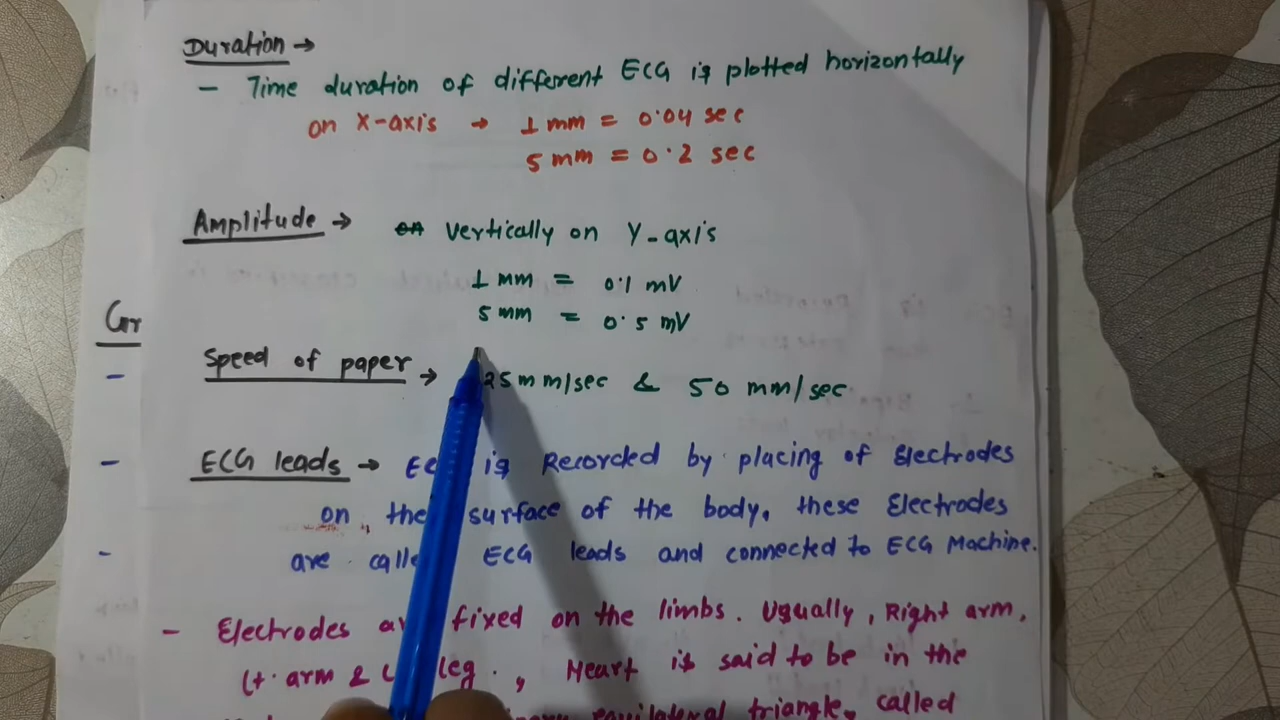 Duration →
- Time duration of different ECG is plotted horizontally
on X-axis → 1 mm = 0.04 sec
5 mm = 0.2 sec
Amplitude → vertically on Y-axis
1 mm = 0.1 mV
5 mm = 0.5 mV
Gr
Speed of paper → 25 mm/sec & 50 mm/sec.
ECG leads → is Recorded by placing of Electrodes
on the surface of the body. these Electrodes
are ECG leads and connected to ECG Machine.
- Electrodes fixed on the limbs. Usually, Right arm,
Lt. arm & leg., Heart is said to be in the
equilateral triangle, called